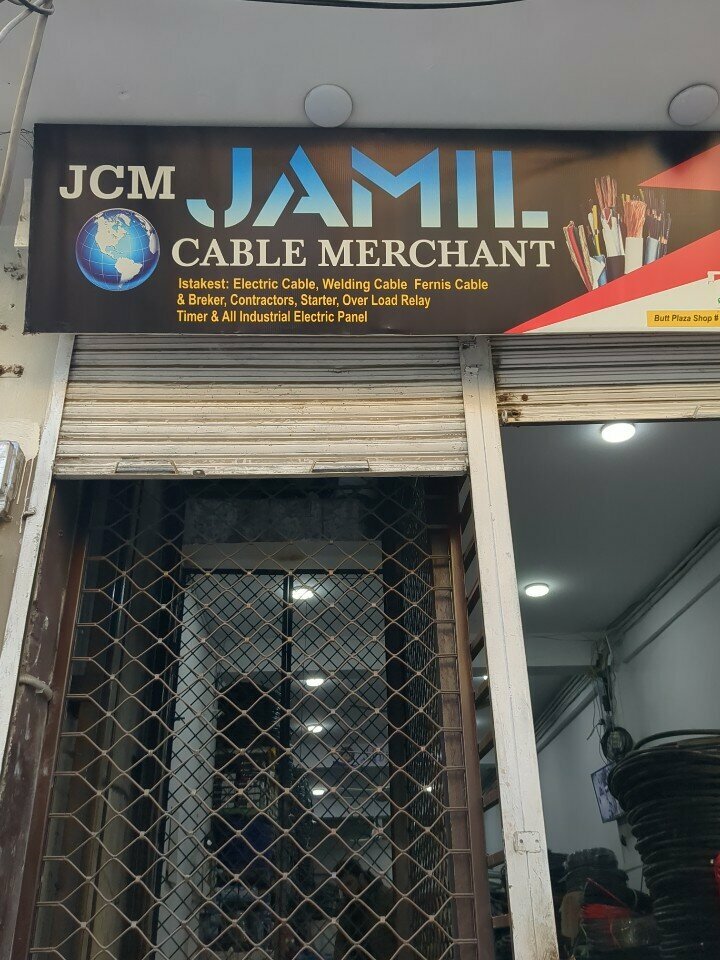 JCM JAMIL
CABLE MERCHANT
Istakest: Electric Cable, Welding Cable Fernis Cable
& Breker, Contractors, Starter, Over Load Relay
Timer & All Industrial Electric Panel
Butt Plaza Shop #